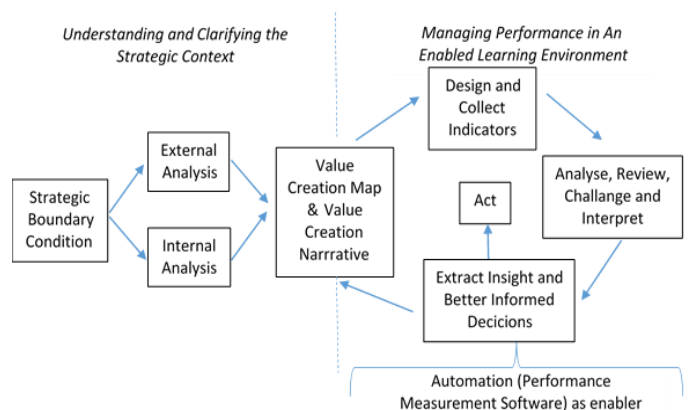 Understanding and Clarifying the
Strategic Context
Managing Performance in An
Enabled Learning Environment
Design and
Collect
Indicators
External
Analysis
Value
Creation Map
& Value
Creation
Narrrative
Analyse, Review,
Challange and
Interpret
Strategic
Boundary
Condition
Act
Internal
Analysis
Extract Insight and
Better Informed
Decicions
Automation (Performance
Measurement Software) as enabler